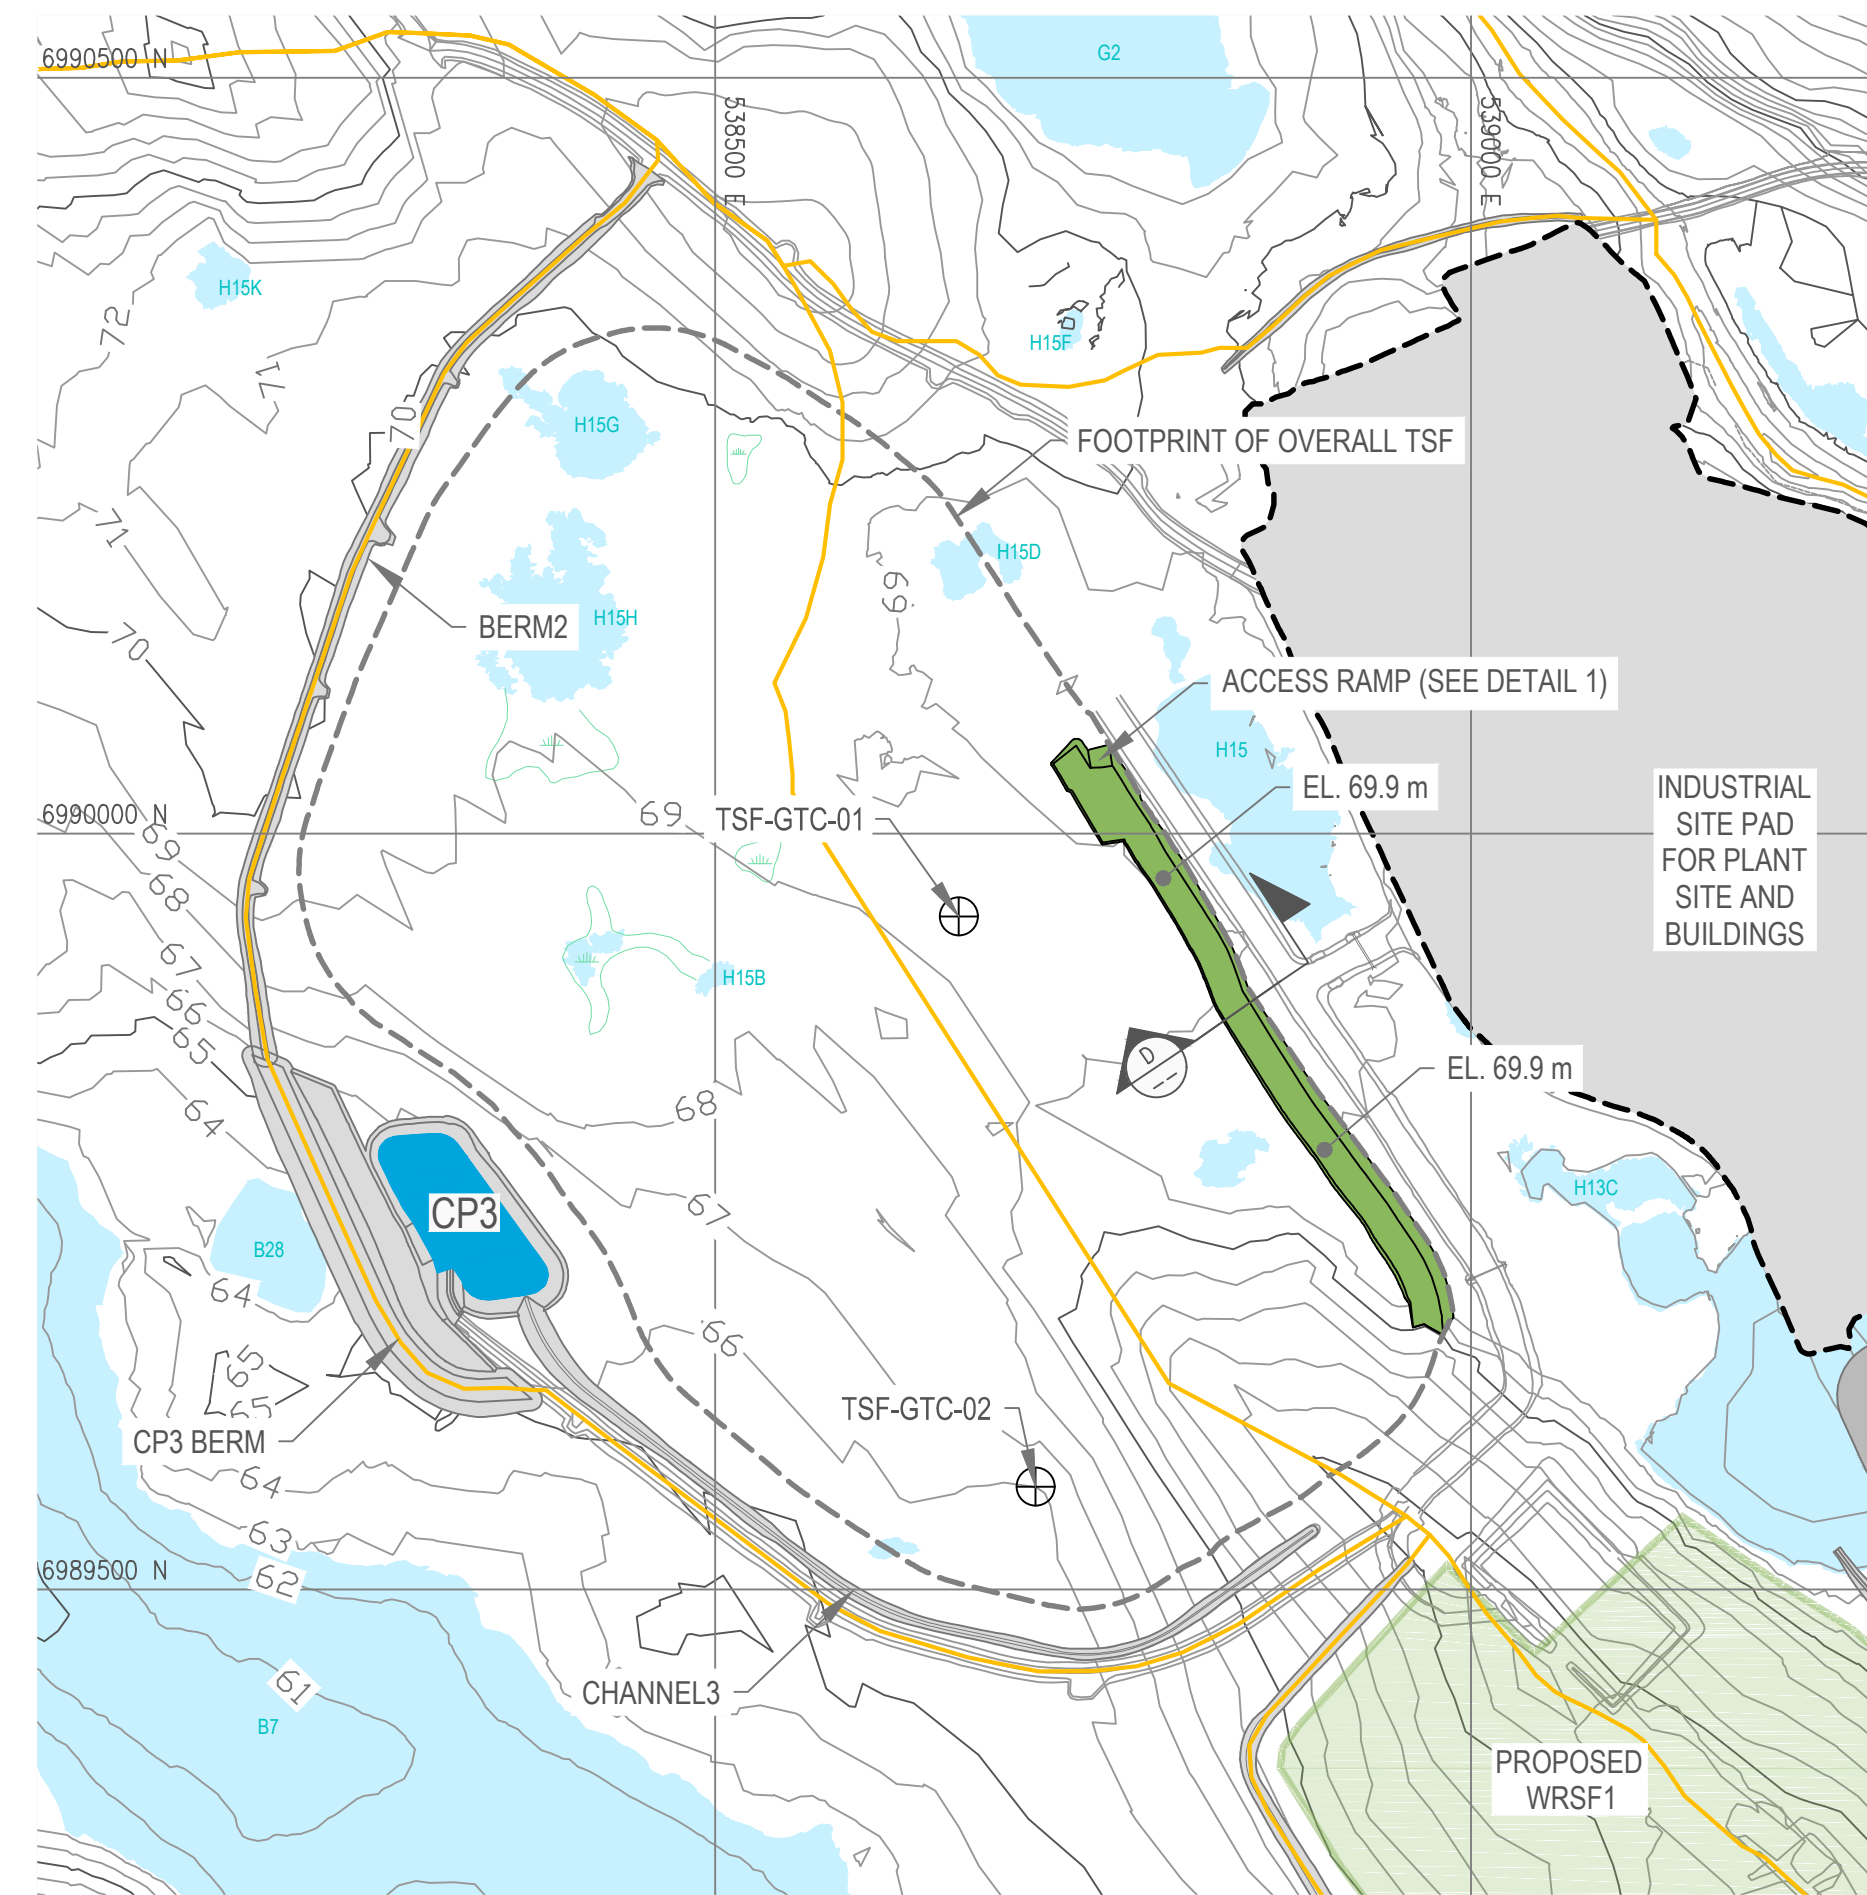 G2
6990500 N
538500 E
539000 E
H15K
72
71
H15F
70
H15G
FOOTPRINT OF OVERALL TSF
71
H15D
69
BERM2
H15H
70
ACCESS RAMP (SEE DETAIL 1)
H15
EL. 69.9 m
INDUSTRIAL
SITE PAD
FOR PLANT
SITE AND
BUILDINGS
6990000 N
69
69
TSF-GTC-01
68
67
H15B
66
65
D
EL. 69.9 m
64
68
H13C
CP3
67
B28
64
66
65
65
TSF-GTC-02
CP3 BERM
64
63
6989500 N
62
CHANNEL3
61
B7
PROPOSED
WRSF1